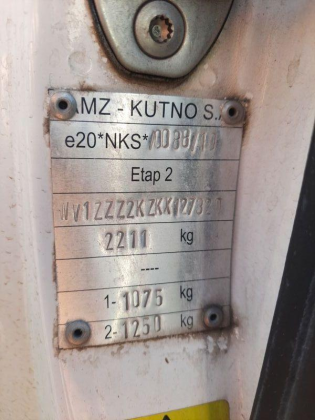 MZ - KUTNO S.A
e20*NKS*
Etap 2
2211 kg
----
1- 1075 kg
2- 1250 kg